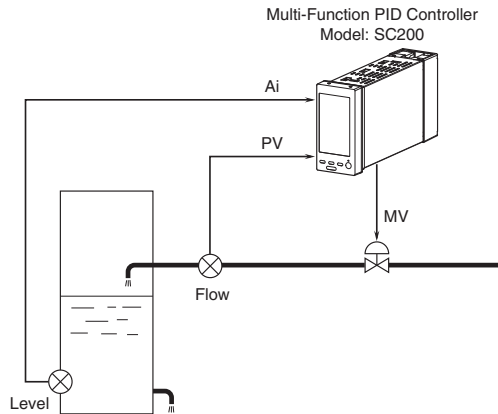 Multi-Function PID Controller
Model: SC200
Ai
PV
MV
Flow
Level